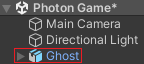 Photon Game*
Main Camera
Directional Light
Ghost